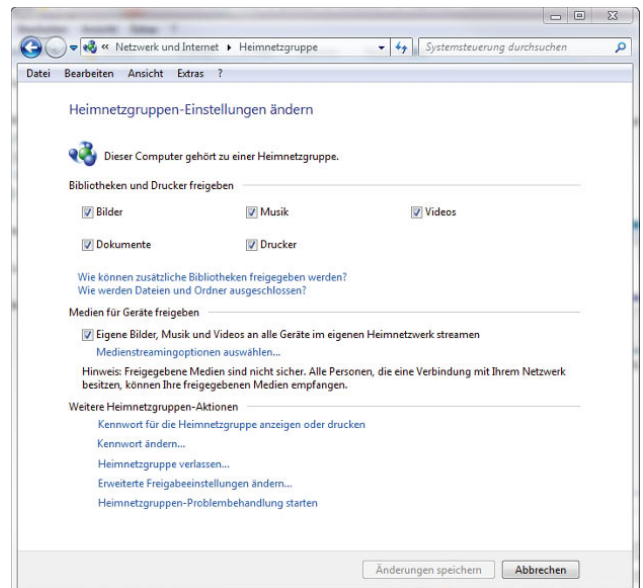 « Netzwerk und Internet ▸ Heimnetzgruppe Systemsteuerung durchsuchen
Datei Bearbeiten Ansicht Extras ?
Heimnetzgruppen-Einstellungen ändern
Dieser Computer gehört zu einer Heimnetzgruppe.
Bibliotheken und Drucker freigeben
Bilder Musik Videos
Dokumente Drucker
Wie können zusätzliche Bibliotheken freigegeben werden?
Wie werden Dateien und Ordner ausgeschlossen?
Medien für Geräte freigeben
Eigene Bilder, Musik und Videos an alle Geräte im eigenen Heimnetzwerk streamen
Medienstreamingoptionen auswählen...
Hinweis: Freigegebene Medien sind nicht sicher. Alle Personen, die eine Verbindung mit Ihrem Netzwerk
besitzen, können Ihre freigegebenen Medien empfangen.
Weitere Heimnetzgruppen-Aktionen
Kennwort für die Heimnetzgruppe anzeigen oder drucken
Kennwort ändern...
Heimnetzgruppe verlassen...
Erweiterte Freigabeeinstellungen ändern...
Heimnetzgruppen-Problembehandlung starten
Änderungen speichern Abbrechen